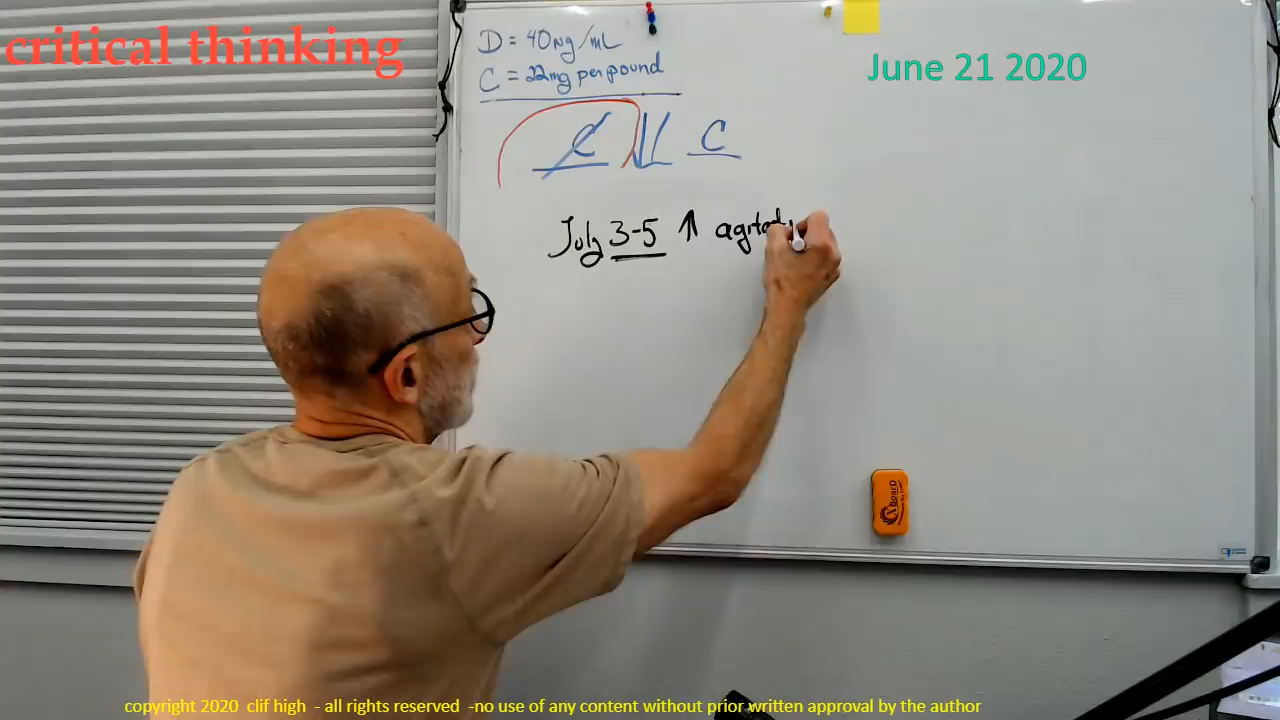 critical thinking
June 21 2020
D = 40ng/mL
C = 22mg per pound
C C
July 3-5 ↑
XBoard
copyright 2020 clif high - all rights reserved -no use of any content without prior written approval by the author